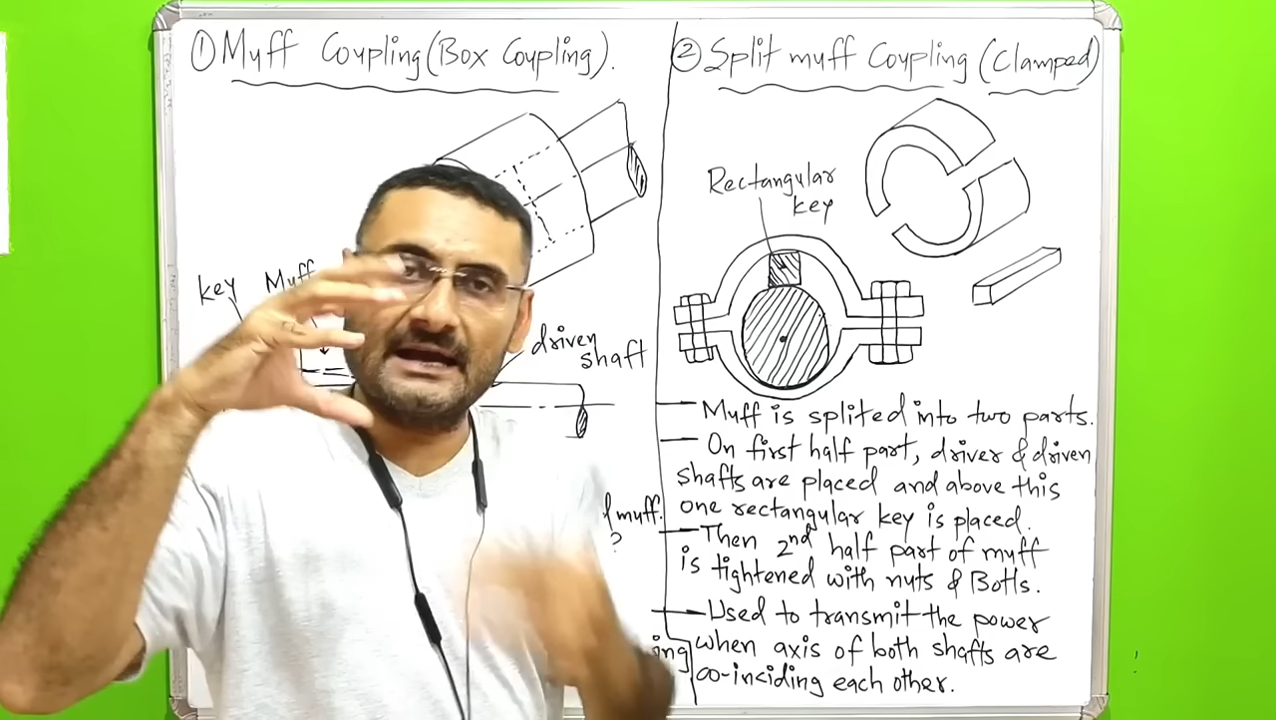 ① Muff Coupling (Box Coupling).
key
Muff
driven
shaft
② Split muff Coupling (Clamped)
Rectangular
key
Muff is splited into two parts.
On first half part, driver & driven
shafts are placed and above this
one rectangular key is placed.
Then 2nd half part of muff
is tightened with nuts & Botls.
Used to transmit the power
when axis of both shafts are
co-inciding each other.